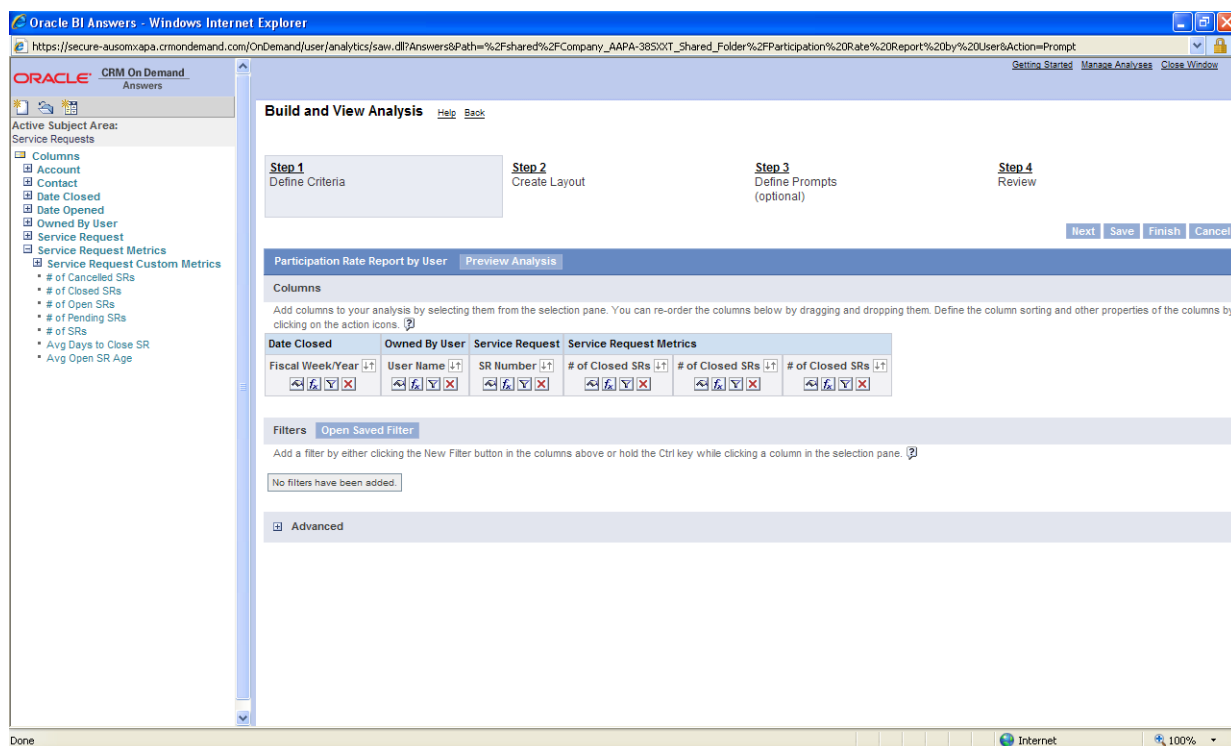 Oracle BI Answers - Windows Internet Explorer
https://secure-ausomxapa.crmondemand.com/OnDemand/user/analytics/saw.dll?Answers&Path=%2Fshared%2FCompany_AAPA-38SXXT_Shared_Folder%2FParticipation%20Rate%20Report%20by%20User&Action=Prompt
ORACLE CRM On Demand
Answers
Getting Started Manage Analyses Close Window
Active Subject Area:
Service Requests
Columns
Account
Contact
Date Closed
Date Opened
Owned By User
Service Request
Service Request Metrics
Service Request Custom Metrics
# of Cancelled SRs
# of Closed SRs
# of Open SRs
# of Pending SRs
# of SRs
Avg Days to Close SR
Avg Open SR Age
Build and View Analysis Help Back
Step 1 Step 2 Step 3 Step 4
Define Criteria Create Layout Define Prompts Review
(optional)
Next Save Finish Cancel
Participation Rate Report by User Preview Analysis
Columns
Add columns to your analysis by selecting them from the selection pane. You can re-order the columns below by dragging and dropping them. Define the column sorting and other properties of the columns by
clicking on the action icons.
Date Closed Owned By User Service Request Service Request Metrics
Fiscal Week/Year User Name SR Number # of Closed SRs # of Closed SRs # of Closed SRs
Filters Open Saved Filter
Add a filter by either clicking the New Filter button in the columns above or hold the Ctrl key while clicking a column in the selection pane.
No filters have been added.
Advanced
Done Internet 100%